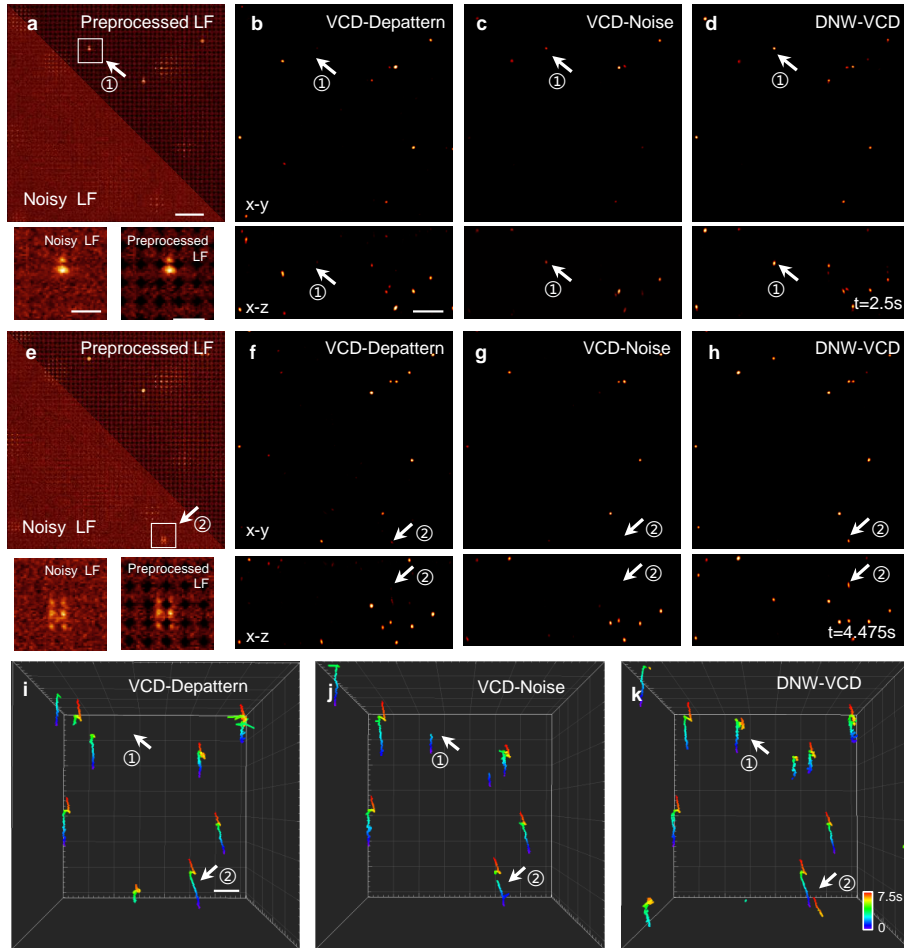 a Preprocessed LF
①
Noisy LF
b VCD-Depattern
①
x-y
c VCD-Noise
①
d DNW-VCD
①
Noisy LF
Preprocessed
LF
①
x-z
①
①
t=2.5s
e Preprocessed LF
②
Noisy LF
f VCD-Depattern
②
x-y
g VCD-Noise
②
h DNW-VCD
②
Noisy LF
Preprocessed
LF
②
x-z
②
②
t=4.475s
i VCD-Depattern
①
②
j VCD-Noise
①
②
k DNW-VCD
①
②
7.5s
0